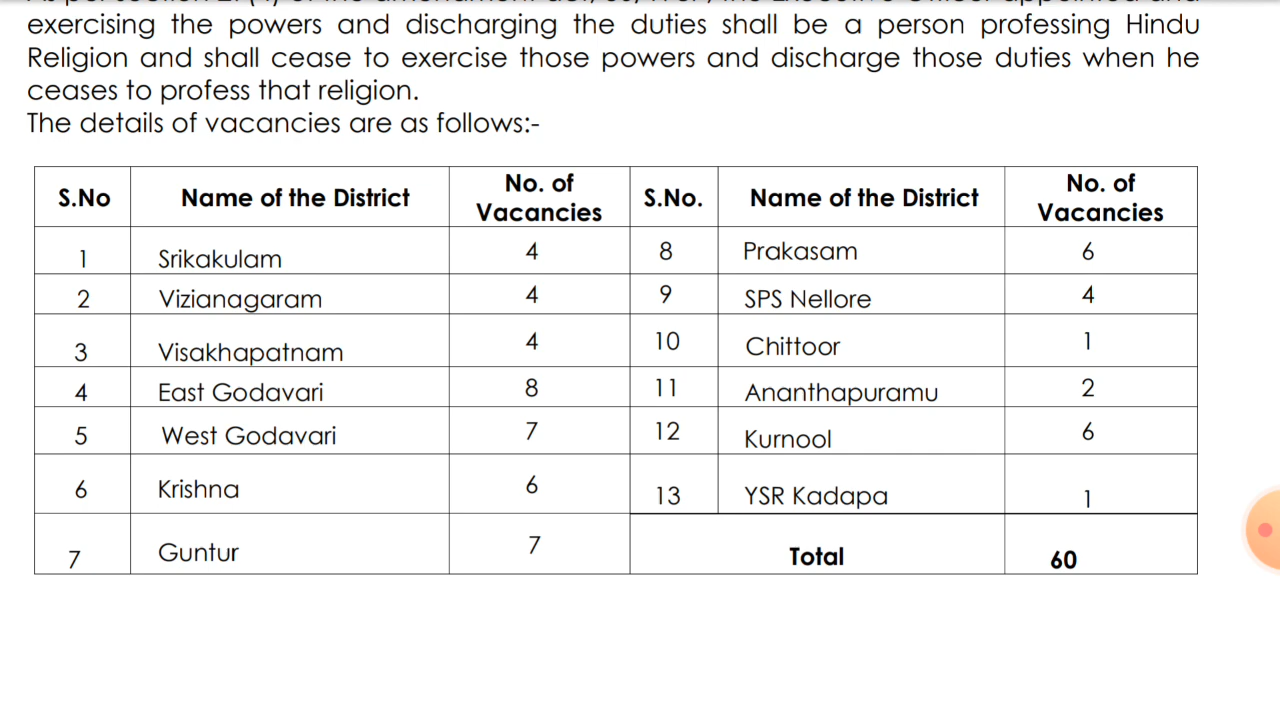 exercising the powers and discharging the duties shall be a person professing Hindu
Religion and shall cease to exercise those powers and discharge those duties when he
ceases to profess that religion.
The details of vacancies are as follows:-
S.No Name of the District No. of Vacancies S.No. Name of the District No. of Vacancies
1 Srikakulam 4 8 Prakasam 6
2 Vizianagaram 4 9 SPS Nellore 4
3 Visakhapatnam 4 10 Chittoor 1
4 East Godavari 8 11 Ananthapuramu 2
5 West Godavari 7 12 Kurnool 6
6 Krishna 6 13 YSR Kadapa 1
7 Guntur 7 Total 60